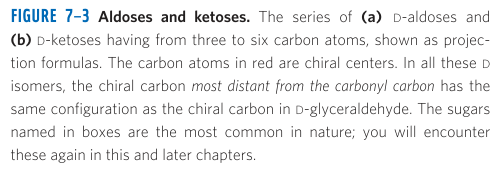 FIGURE 7–3 Aldoses and ketoses. The series of (a) D-aldoses and
(b) D-ketoses having from three to six carbon atoms, shown as projec-
tion formulas. The carbon atoms in red are chiral centers. In all these D
isomers, the chiral carbon most distant from the carbonyl carbon has the
same configuration as the chiral carbon in D-glyceraldehyde. The sugars
named in boxes are the most common in nature; you will encounter
these again in this and later chapters.